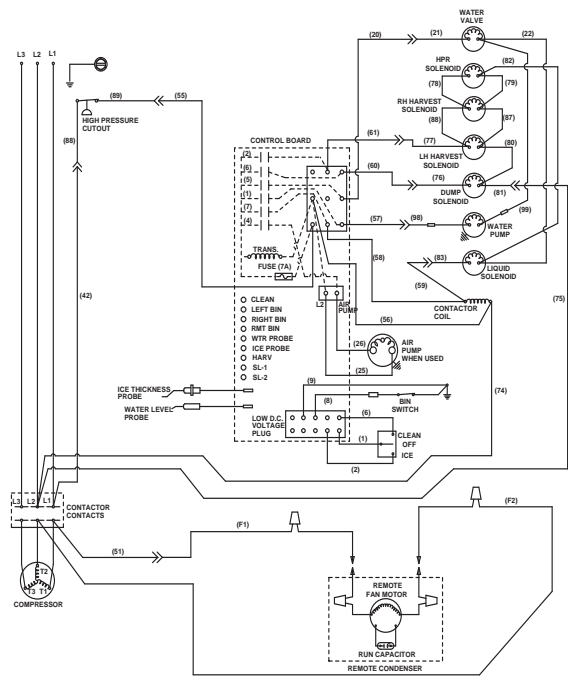 WATER
VALVE
L3 L2 L1
(20) (21) (22)
HPR
SOLENOID
(82)
(78) (79)
(89) (55)
RH HARVEST
SOLENOID
HIGH PRESSURE
CUTOUT
(88)
(88) (87)
CONTROL BOARD
(61) (77) (80)
LH HARVEST
SOLENOID
(2)
(6)
(5)
(1)
(7)
(4)
(60) (76) (81)
DUMP
SOLENOID
(99)
(57) (98)
WATER
PUMP
TRANS.
FUSE (7A)
(58)
(83)
LIQUID
SOLENOID
(59)
(42)
(75)
CLEAN
LEFT BIN
RIGHT BIN
RMT BIN
WTR PROBE
ICE PROBE
HARV
SL-1
SL-2
L2
AIR
PUMP
CONTACTOR
COIL
(56)
(26)
AIR
PUMP
WHEN USED
(25)
(74)
ICE THICKNESS
PROBE
WATER LEVEL
PROBE
(9)
(8)
BIN
SWITCH
LOW D.C.
VOLTAGE
PLUG
(6)
(1)
(2)
CLEAN
OFF
ICE
L3 L2 L1
CONTACTOR
CONTACTS
(F1) (F2)
(51)
T2
T3 T1
COMPRESSOR
REMOTE
FAN MOTOR
RUN CAPACITOR
REMOTE CONDENSER